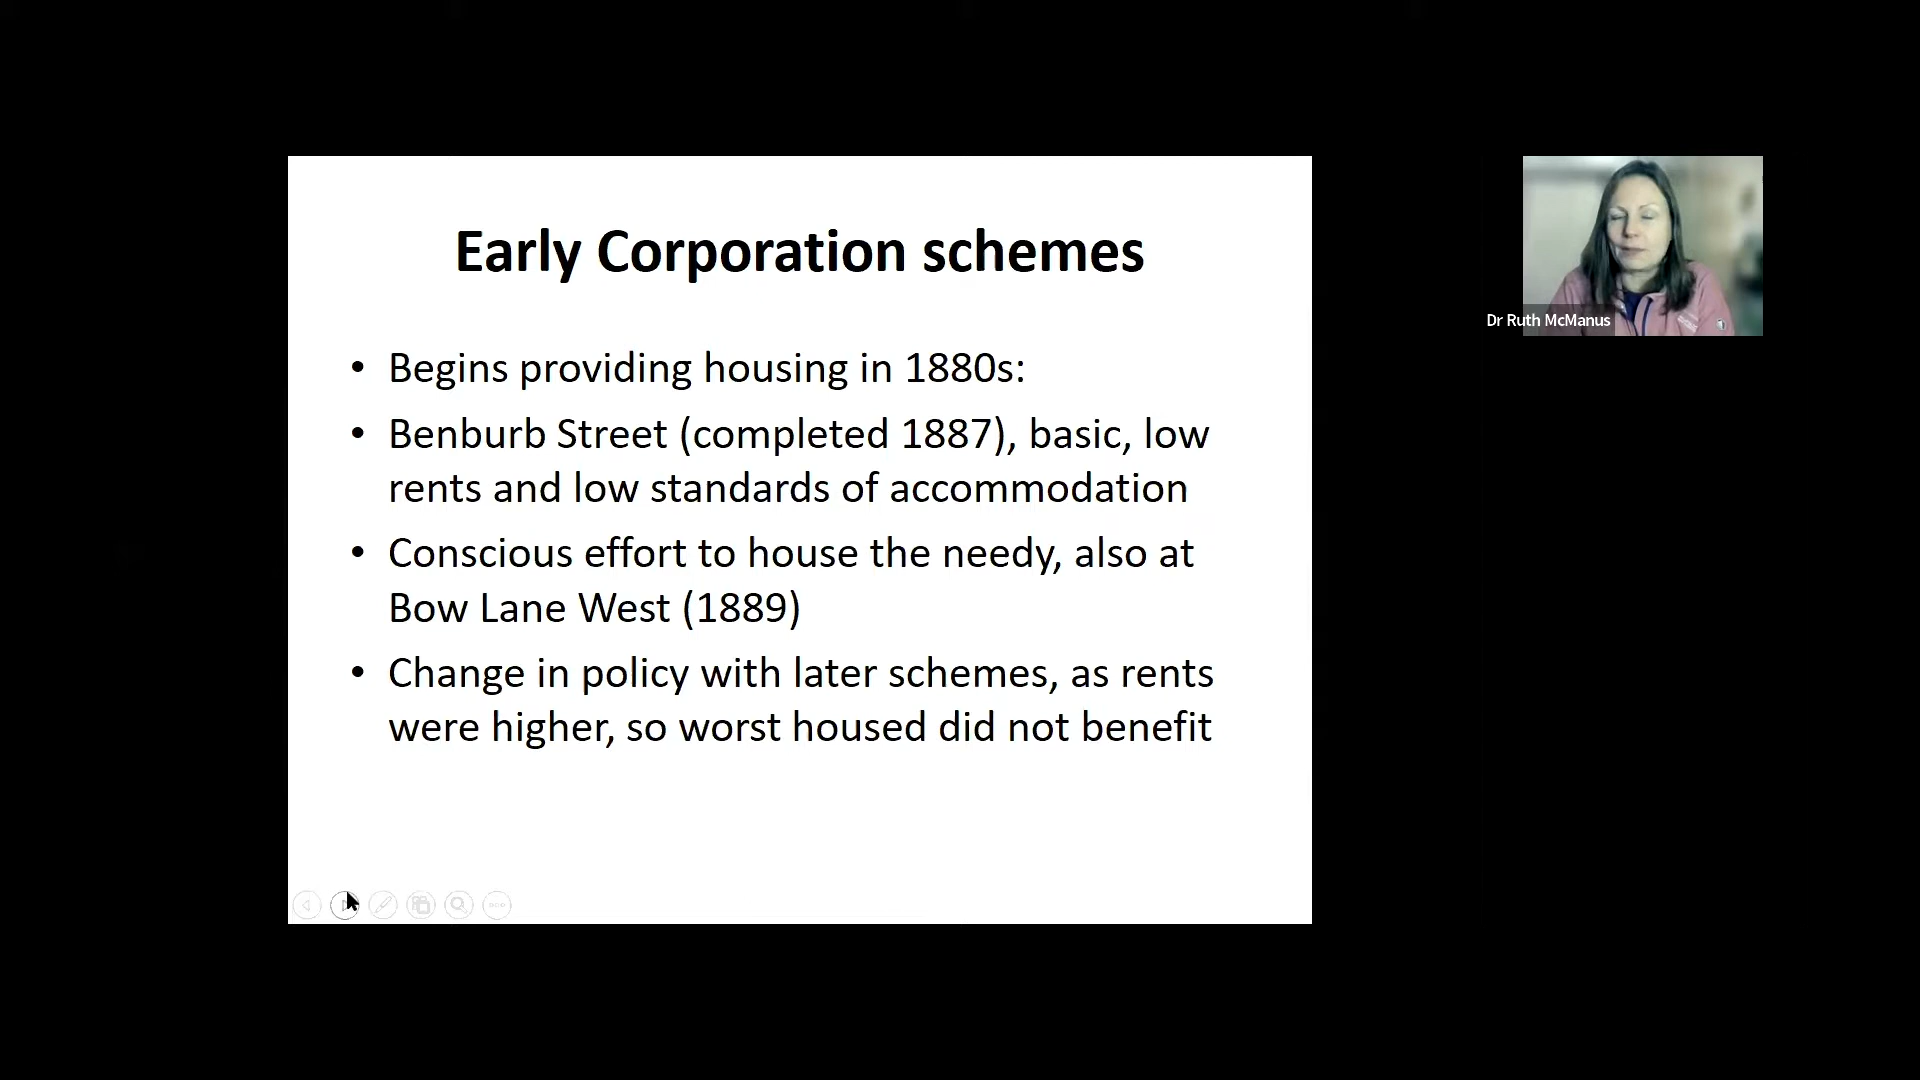 Early Corporation schemes
• Begins providing housing in 1880s:
• Benburb Street (completed 1887), basic, low
rents and low standards of accommodation
• Conscious effort to house the needy, also at
Bow Lane West (1889)
• Change in policy with later schemes, as rents
were higher, so worst housed did not benefit
Dr Ruth McManus